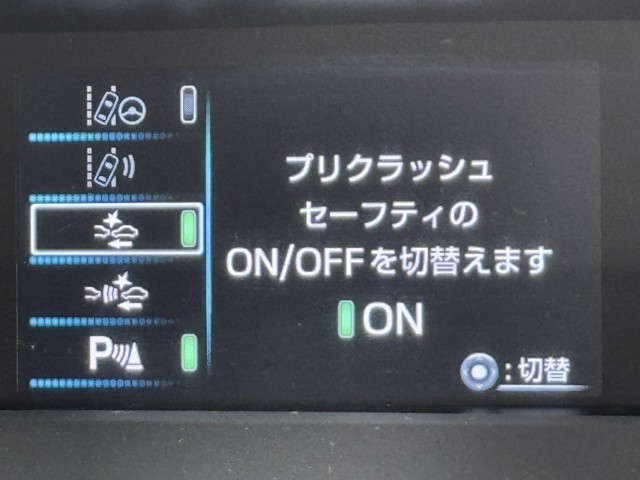 プリクラッシュ
セーフティの
ON/OFFを切替えます
ON
P
:切替